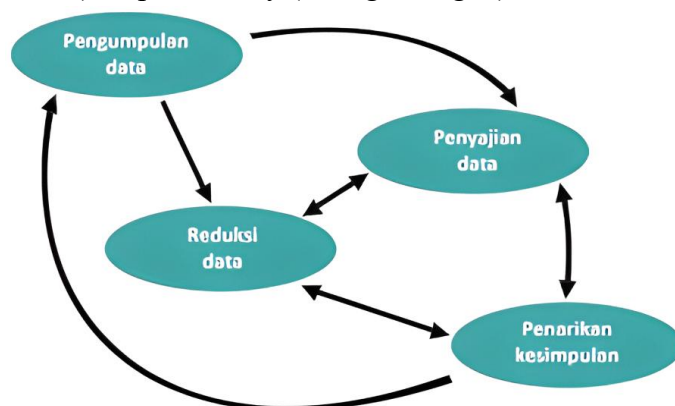 Pengumpulan
data
Penyajian
data
Reduksi
data
Penarikan
kesimpulan